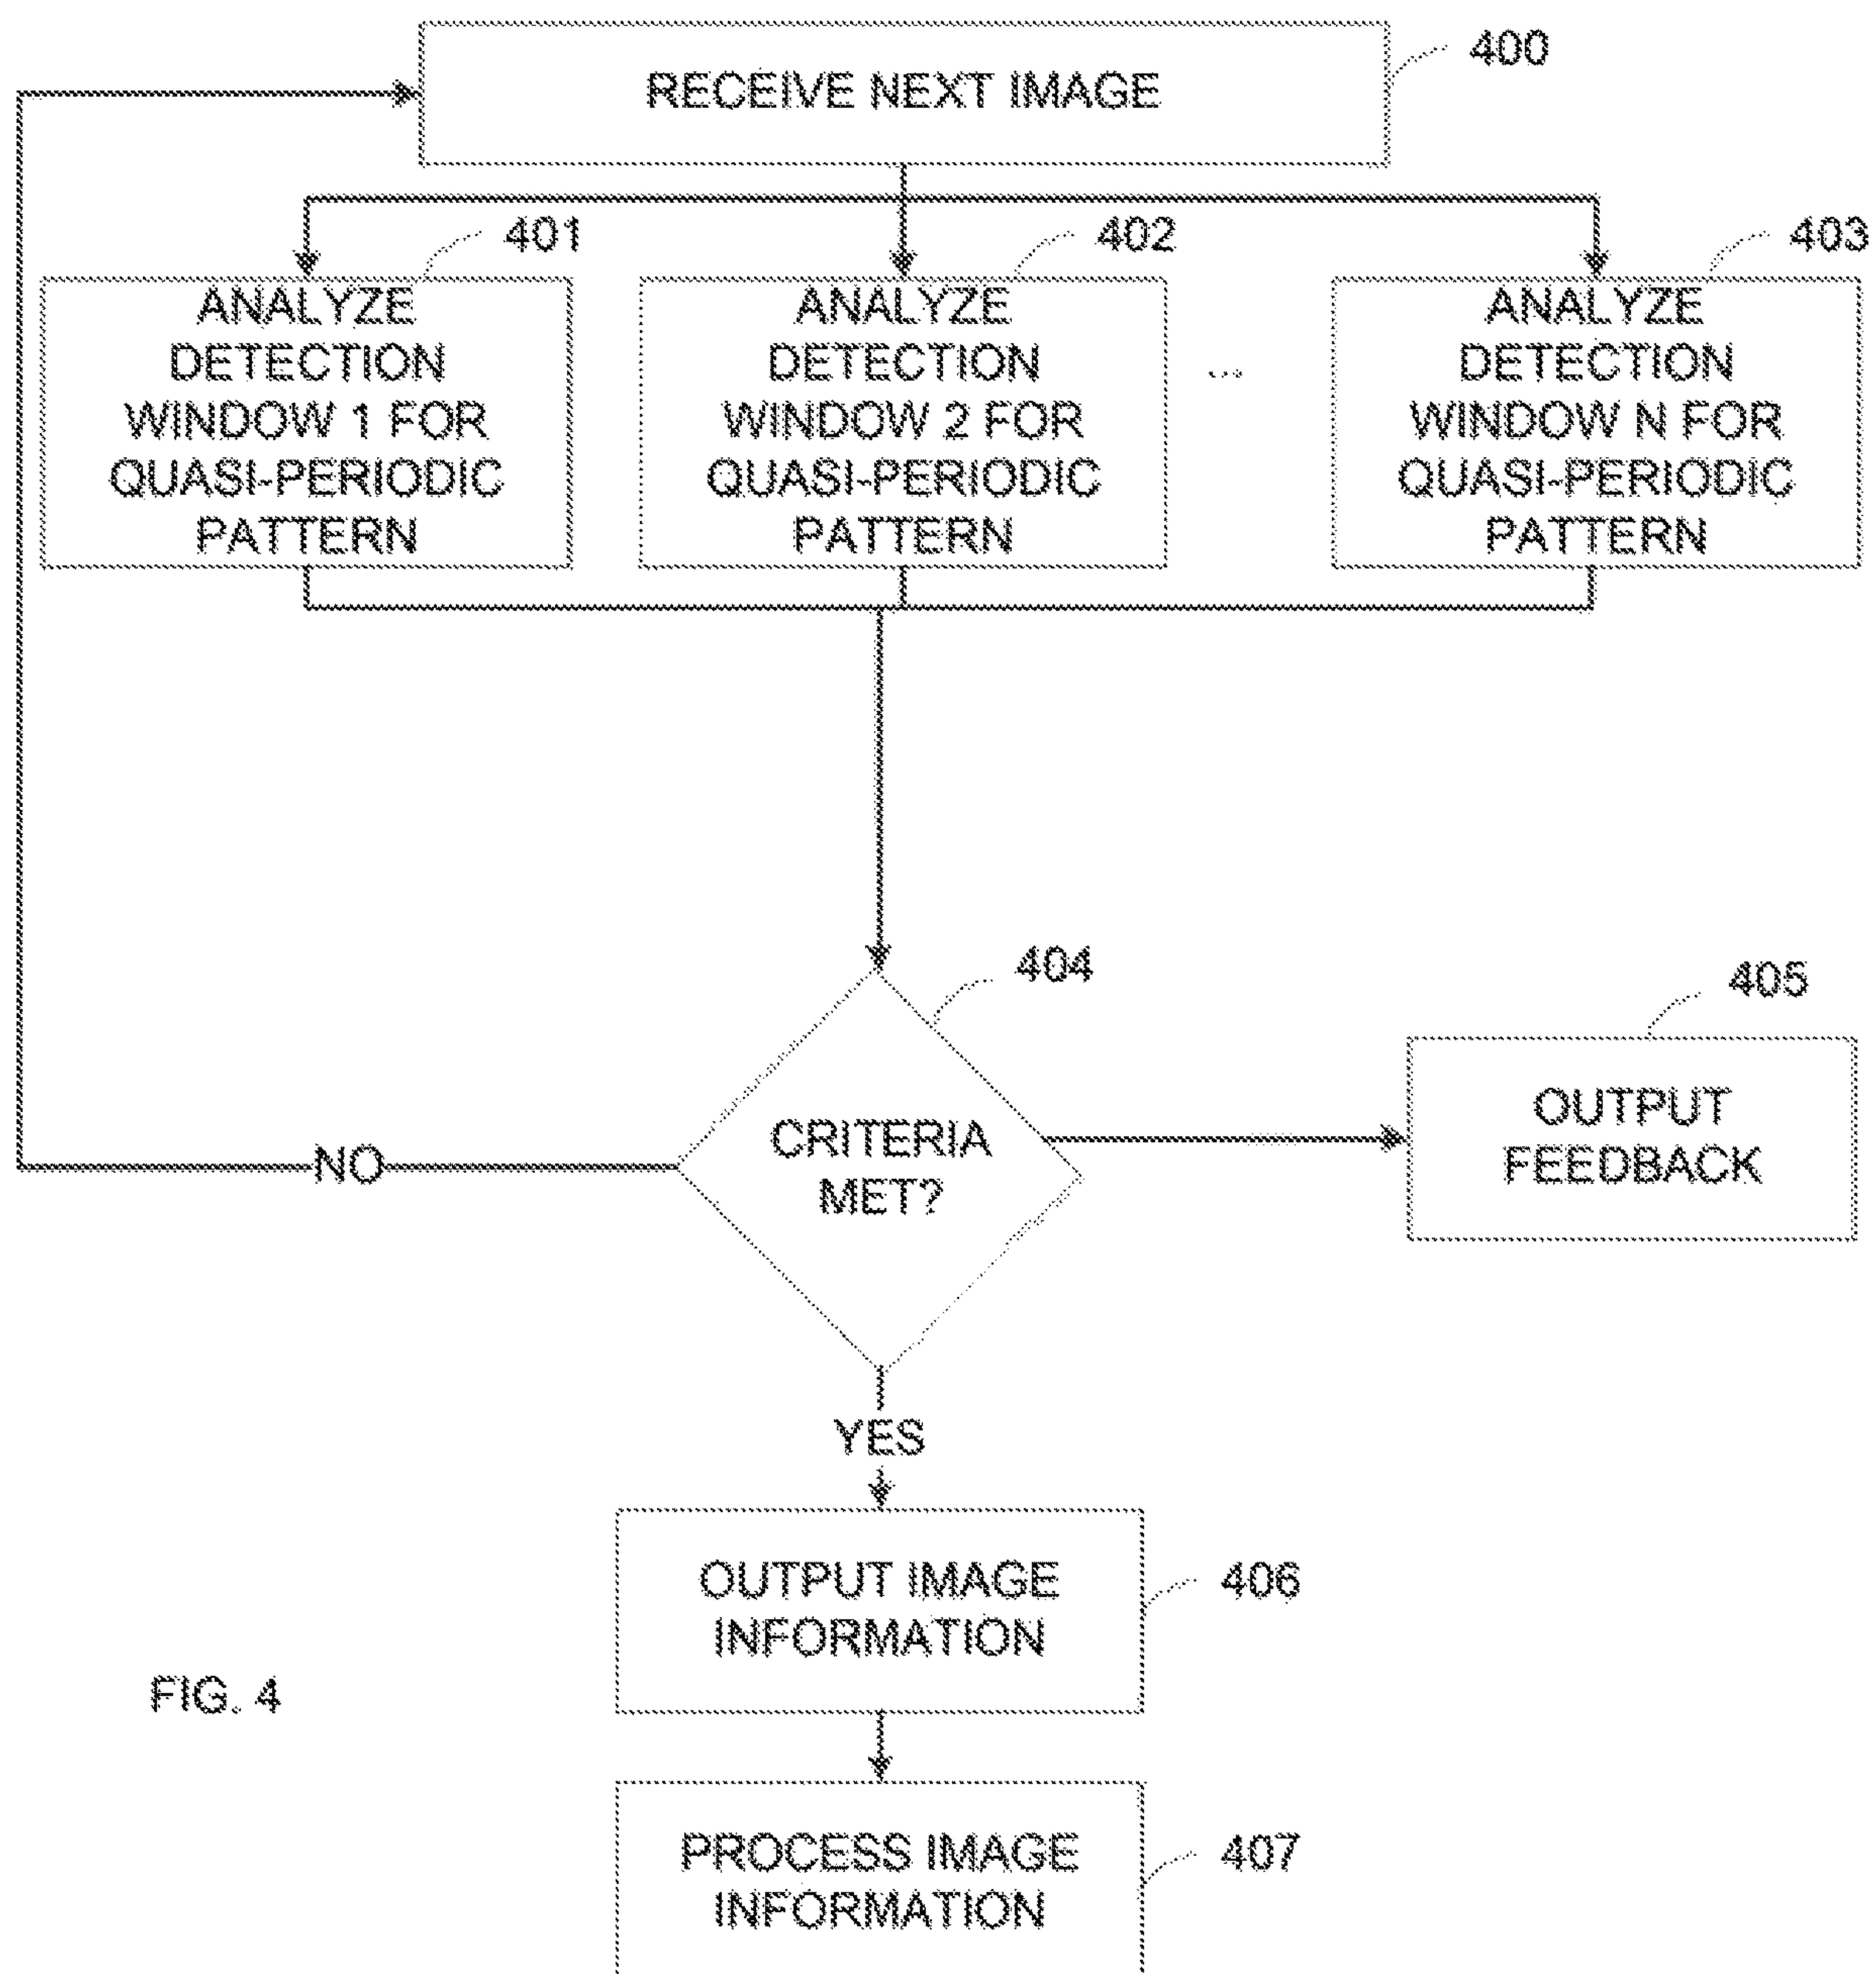 400
RECEIVE NEXT IMAGE
401
402
403
ANALYZE
DETECTION
WINDOW 1 FOR
QUASI-PERIODIC
PATTERN
ANALYZE
DETECTION
WINDOW 2 FOR
QUASI-PERIODIC
PATTERN
...
ANALYZE
DETECTION
WINDOW N FOR
QUASI-PERIODIC
PATTERN
404
405
CRITERIA
MET?
OUTPUT
FEEDBACK
NO
YES
OUTPUT IMAGE
INFORMATION
406
FIG. 4
PROCESS IMAGE
INFORMATION
407